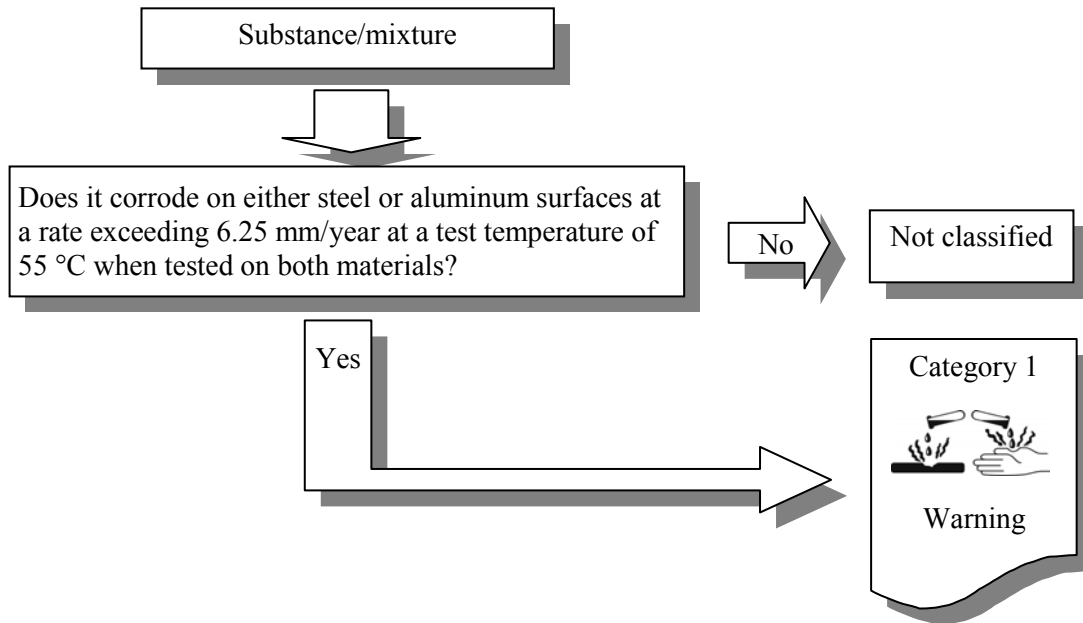 Substance/mixture
Does it corrode on either steel or aluminum surfaces at
a rate exceeding 6.25 mm/year at a test temperature of
55 °C when tested on both materials?
No
Not classified
Yes
Category 1
Warning